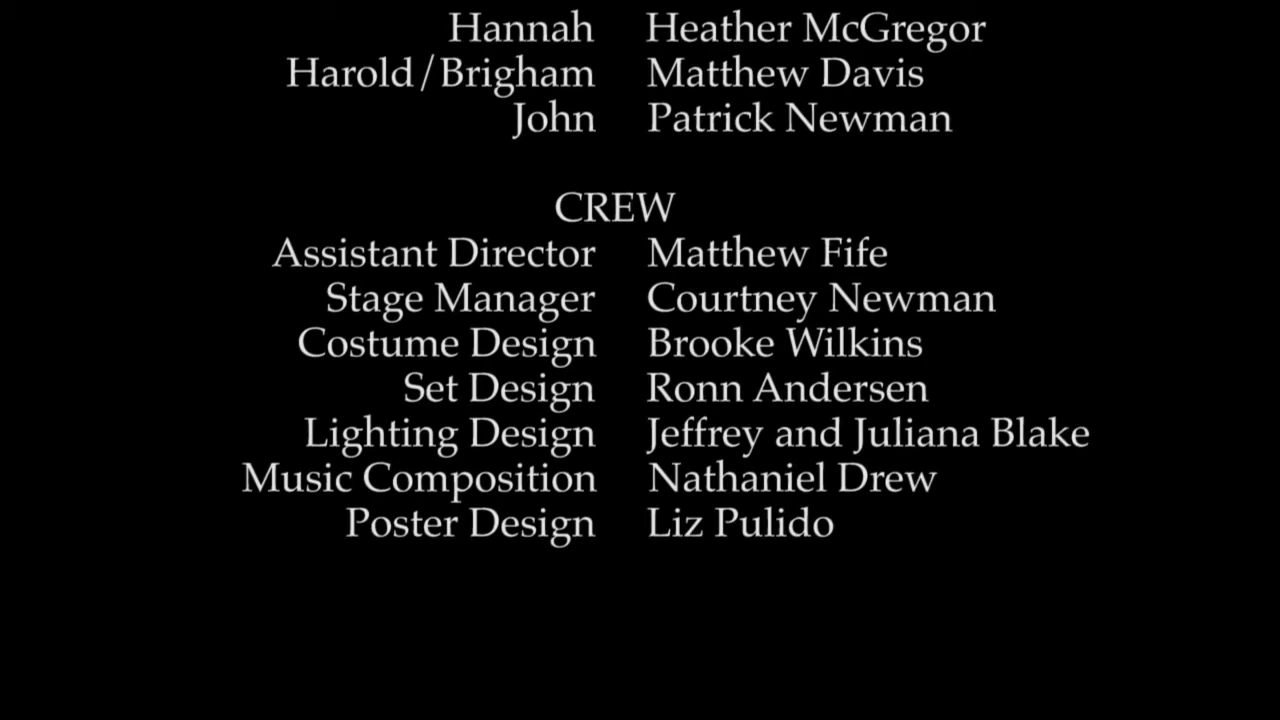 Hannah Heather McGregor
Harold/Brigham Matthew Davis
John Patrick Newman
CREW
Assistant Director Matthew Fife
Stage Manager Courtney Newman
Costume Design Brooke Wilkins
Set Design Ronn Andersen
Lighting Design Jeffrey and Juliana Blake
Music Composition Nathaniel Drew
Poster Design Liz Pulido